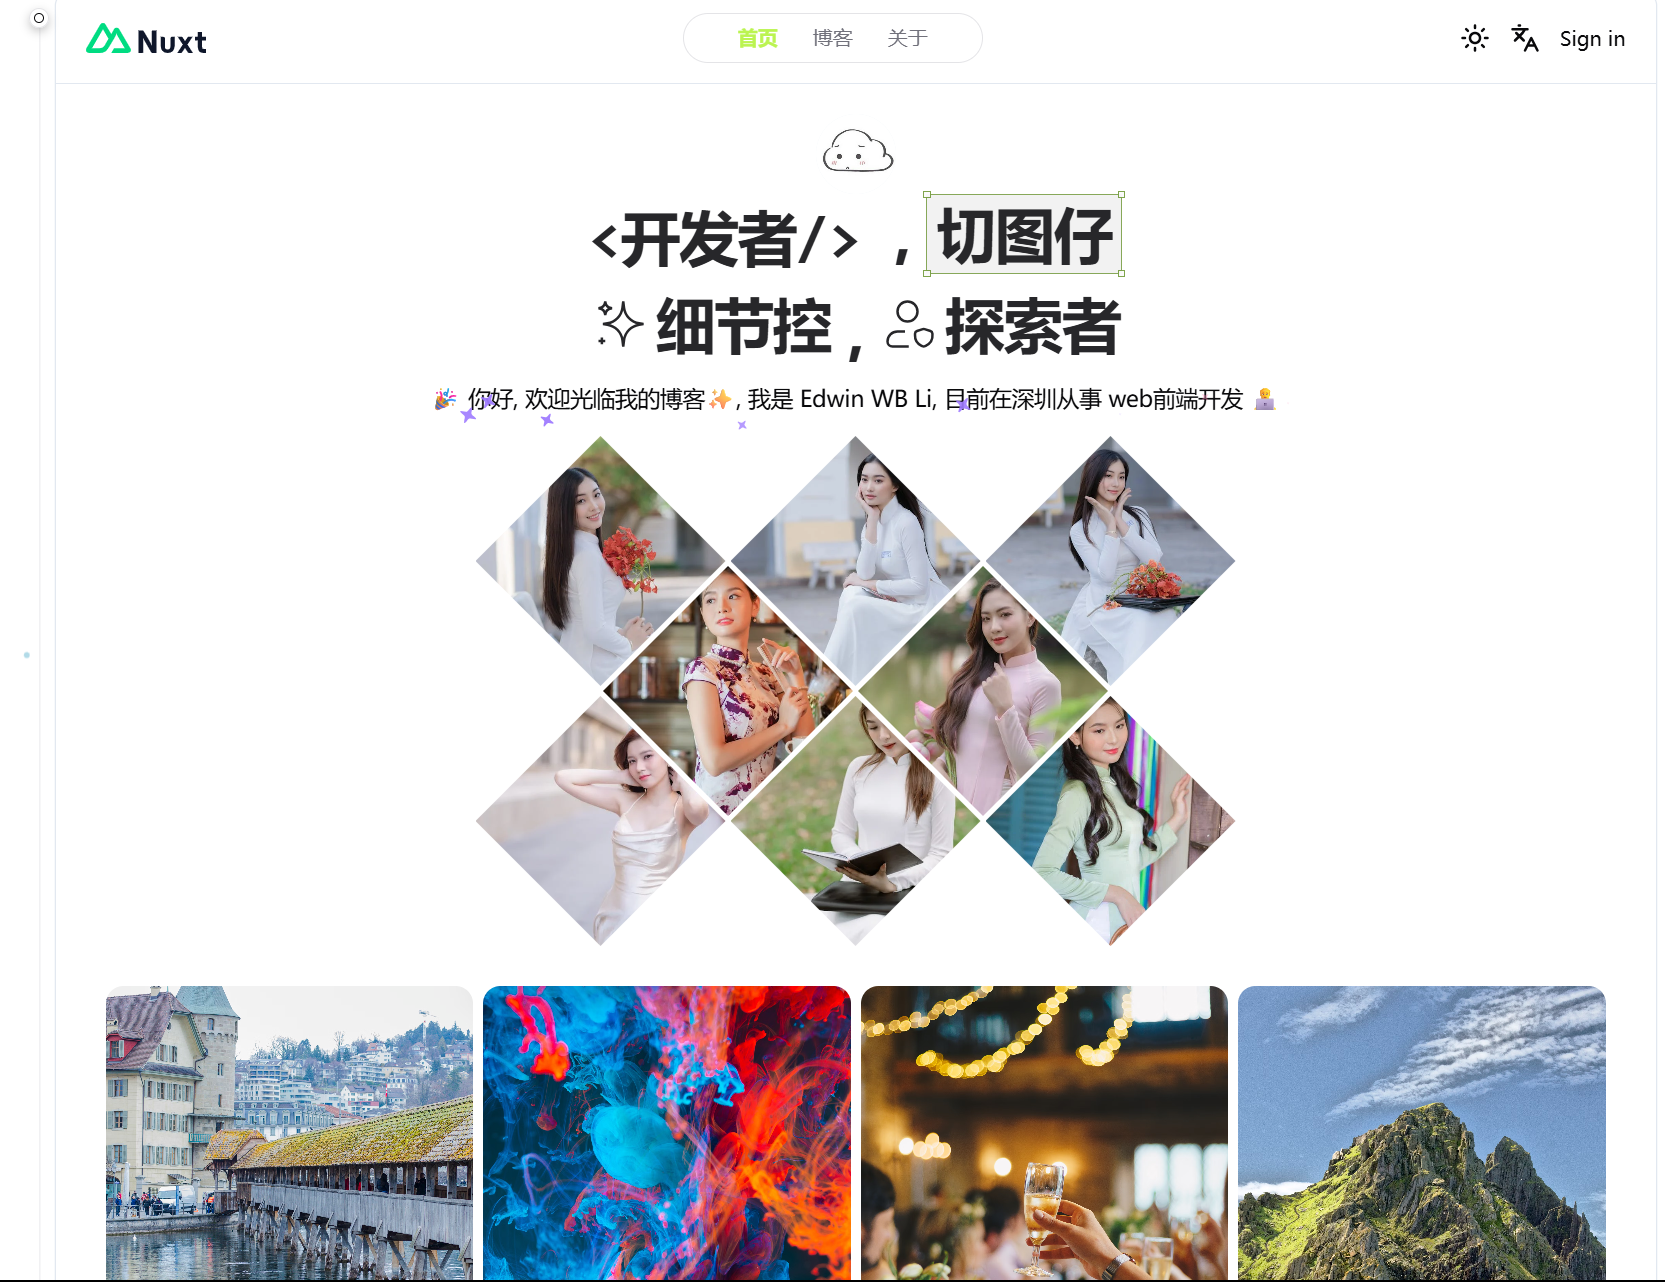 Nuxt
首页 博客 关于
Sign in
<开发者/> , 切图仔
细节控 , 探索者
🎉 你好, 欢迎光临我的博客✨, 我是 Edwin WB Li, 目前在深圳从事 web前端开发 🧑‍💻